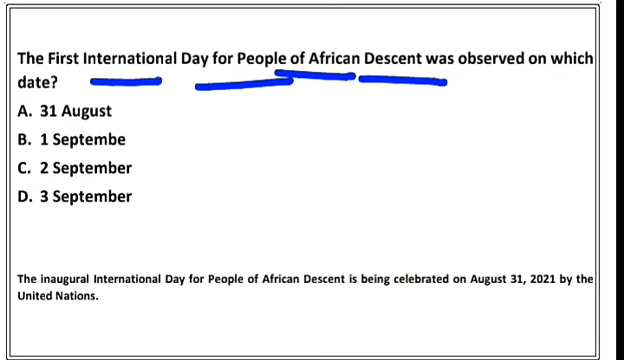 The First International Day for People of African Descent was observed on which
date?
A. 31 August
B. 1 Septembe
C. 2 September
D. 3 September
The inaugural International Day for People of African Descent is being celebrated on August 31, 2021 by the
United Nations.